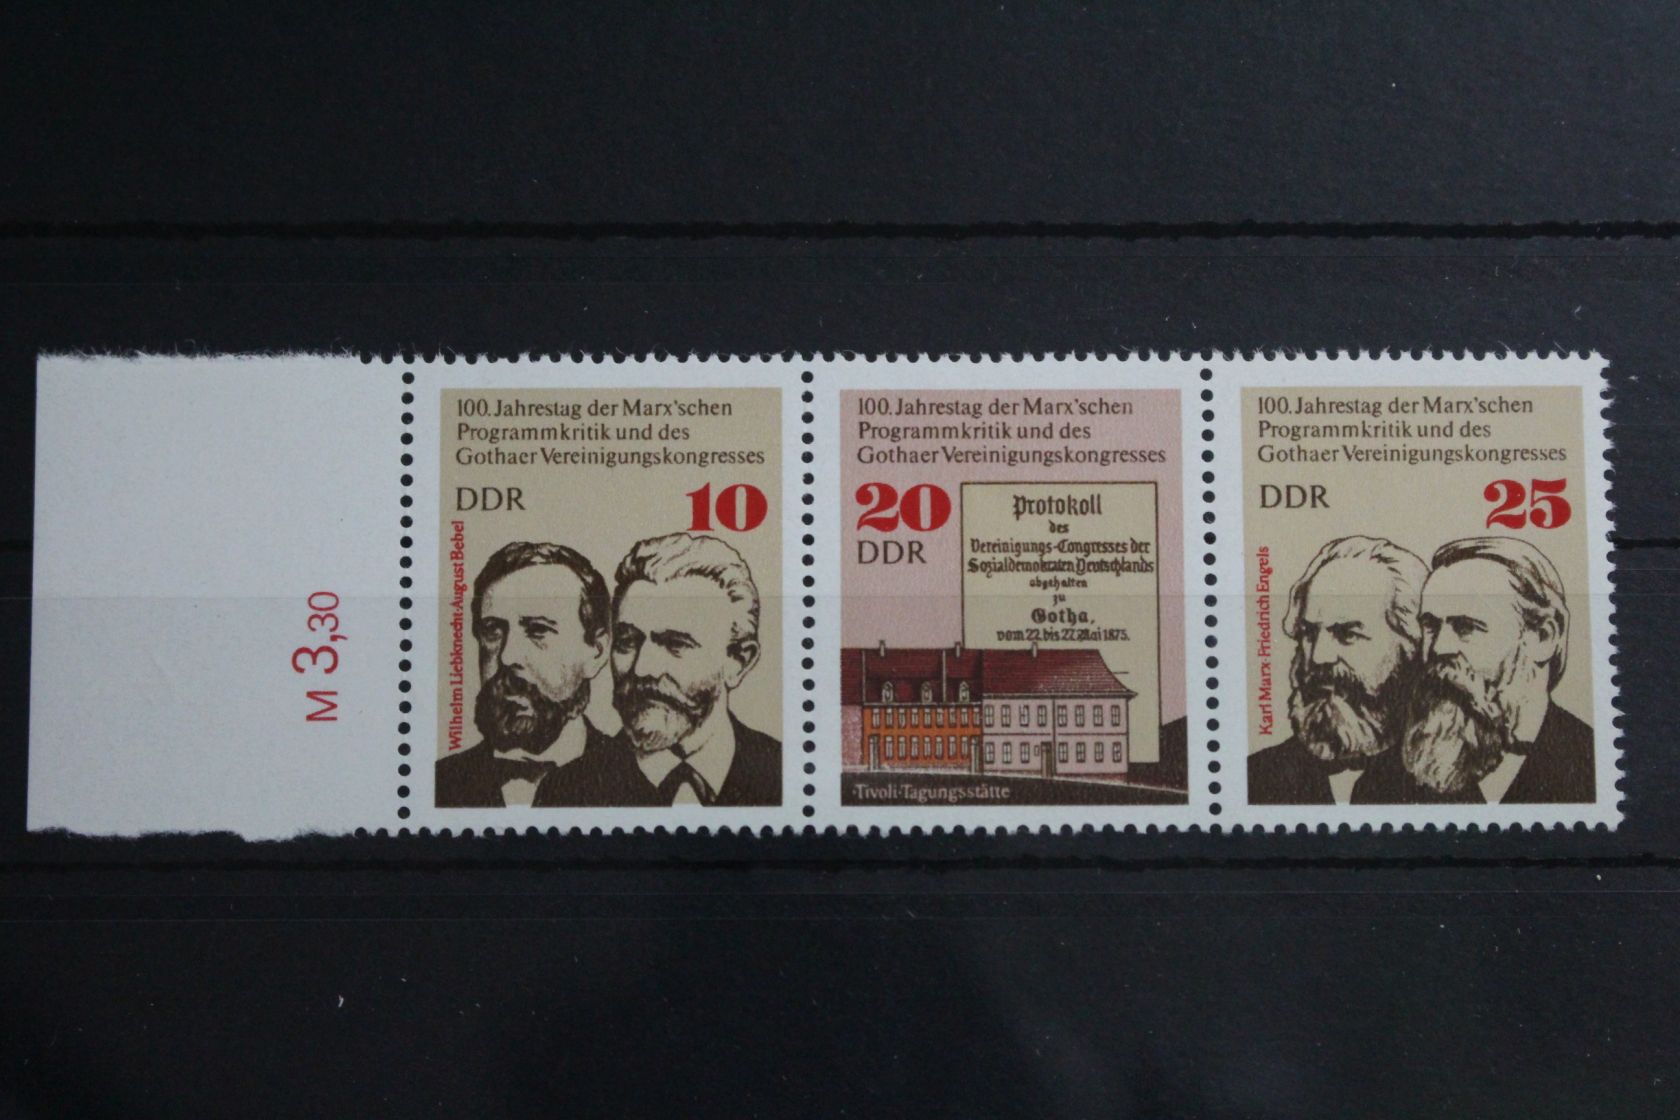 M 3,30
100. Jahrestag der Marx'schen
Programmkritik und des
Gothaer Vereinigungskongresses
DDR 10
Wilhelm Liebknecht·August Bebel
100. Jahrestag der Marx'schen
Programmkritik und des
Gothaer Vereinigungskongresses
20
DDR
Protokoll
des
Vereinigungs-Congresses der
Sozialdemokraten Deutschlands
abgehalten
zu
Gotha,
vom 22. bis 27. Mai 1875.
·Tivoli·Tagungsstätte
100. Jahrestag der Marx'schen
Programmkritik und des
Gothaer Vereinigungskongresses
DDR 25
Karl Marx·Friedrich Engels